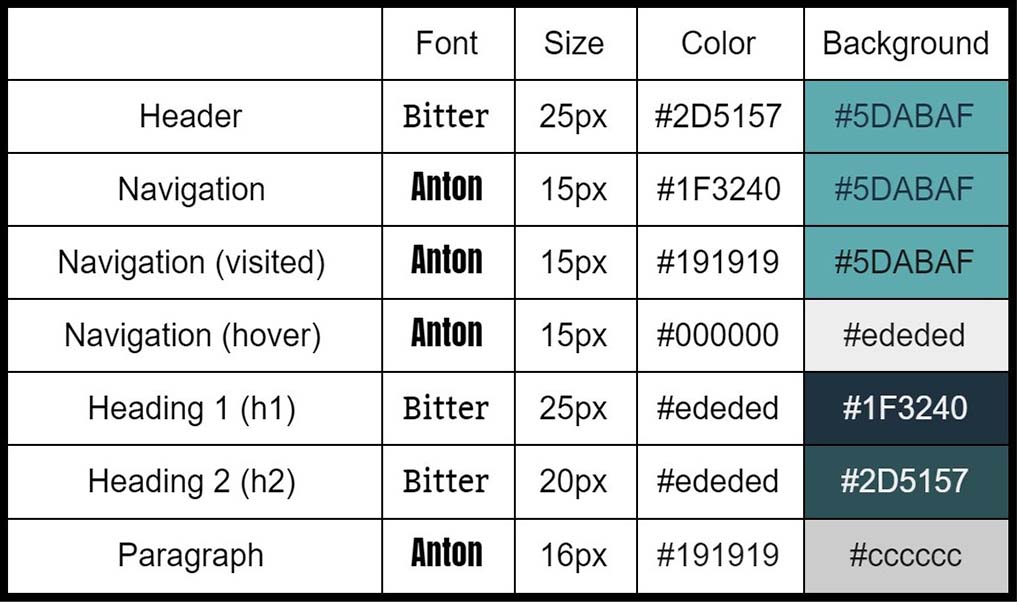 Font Size Color Background
Header Bitter 25px #2D5157 #5DABAF
Navigation Anton 15px #1F3240 #5DABAF
Navigation (visited) Anton 15px #191919 #5DABAF
Navigation (hover) Anton 15px #000000 #ededed
Heading 1 (h1) Bitter 25px #ededed #1F3240
Heading 2 (h2) Bitter 20px #ededed #2D5157
Paragraph Anton 16px #191919 #cccccc